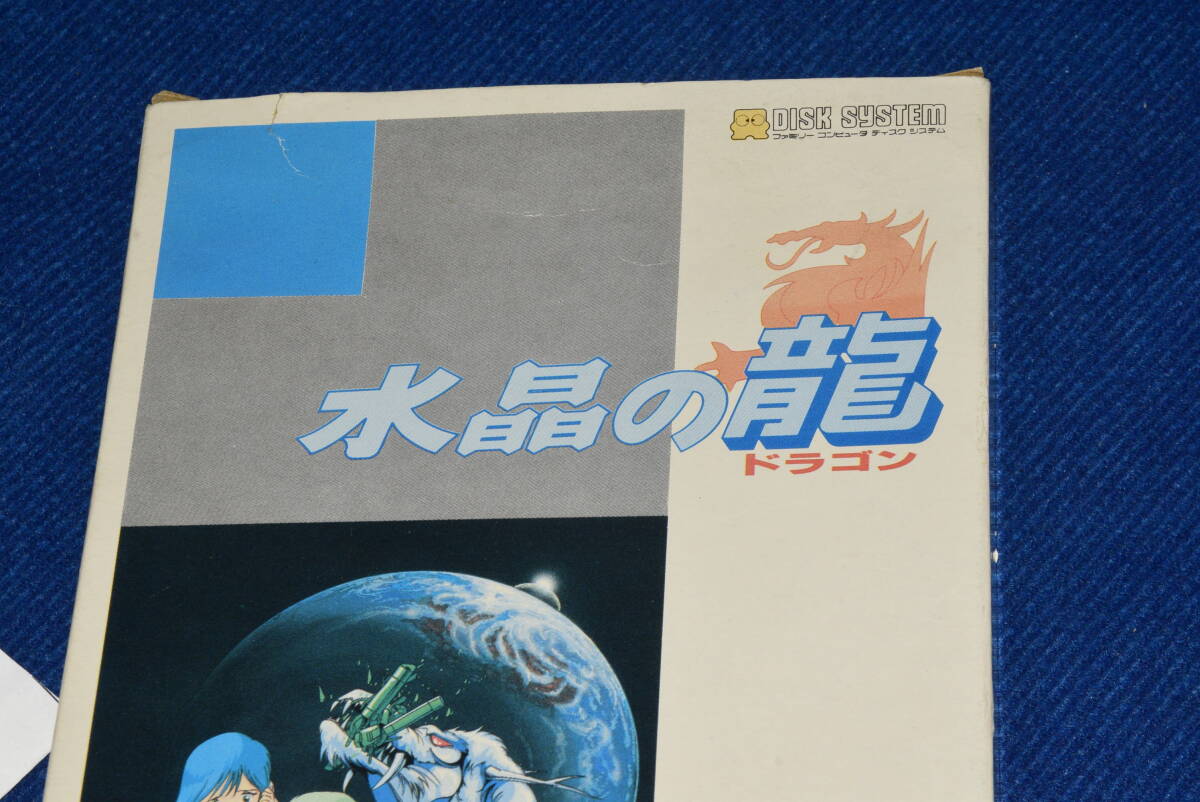 DISK SYSTEM
ファミリー コンピュータ ディスク システム
水晶の龍
ドラゴン